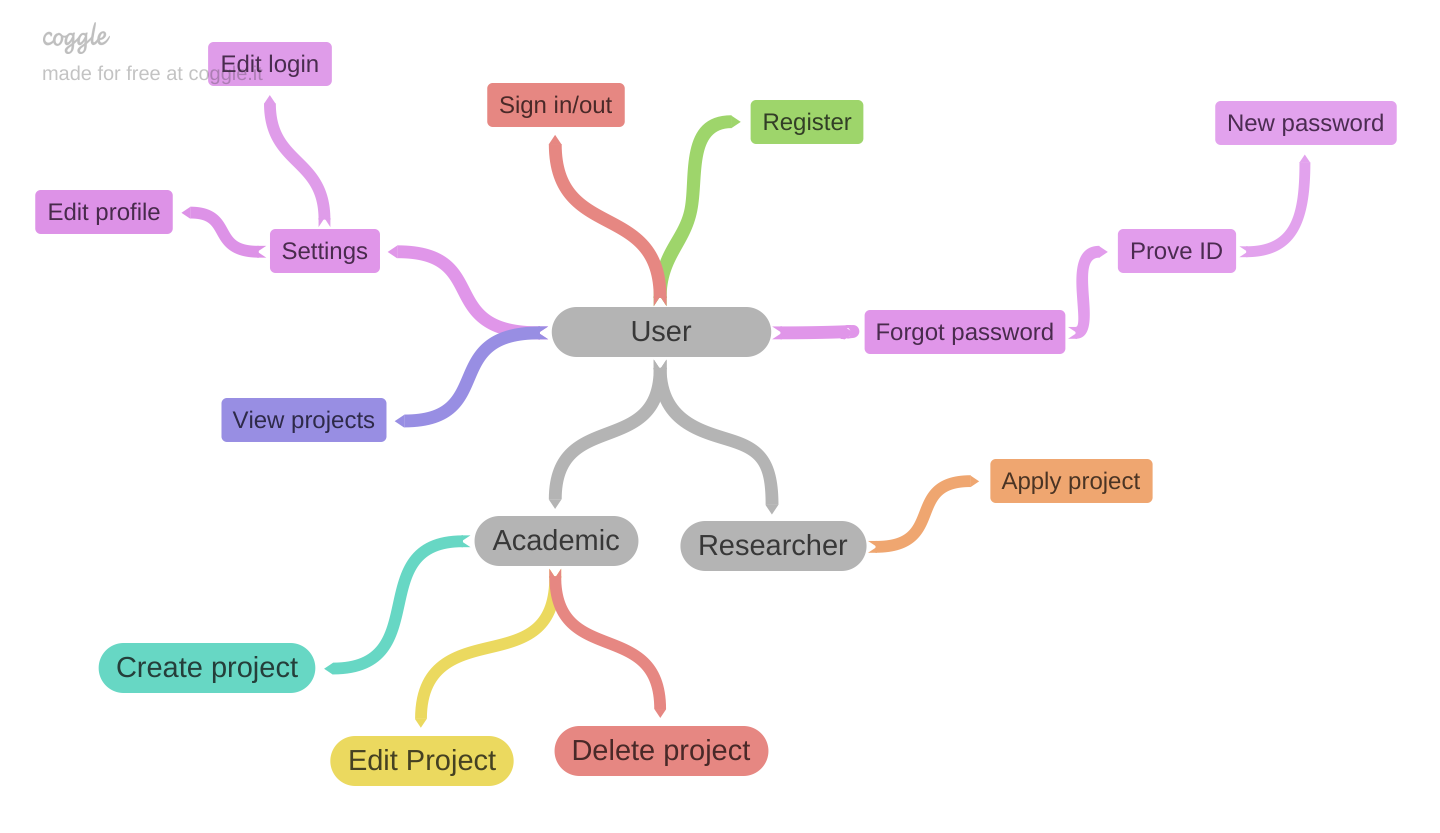 coggle
made for free at coggle.it
Edit login
Sign in/out
Register
New password
Edit profile
Settings
Prove ID
User
Forgot password
View projects
Apply project
Academic
Researcher
Create project
Edit Project
Delete project